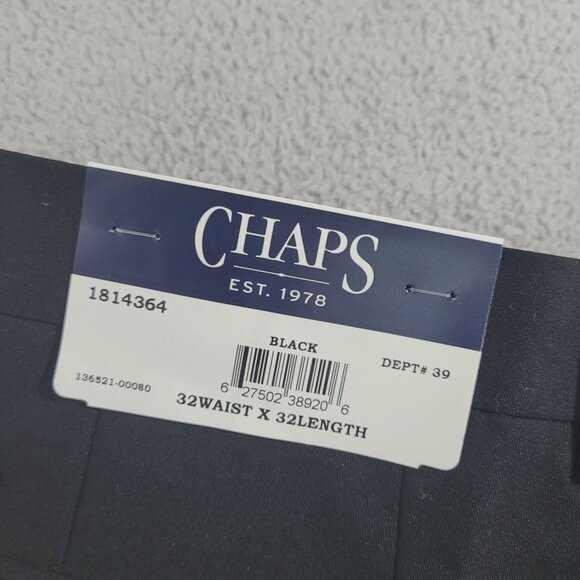 CHAPS
EST. 1978
1814364
BLACK
DEPT# 39
136521-00080
6 27502 38920 6
32WAIST X 32LENGTH